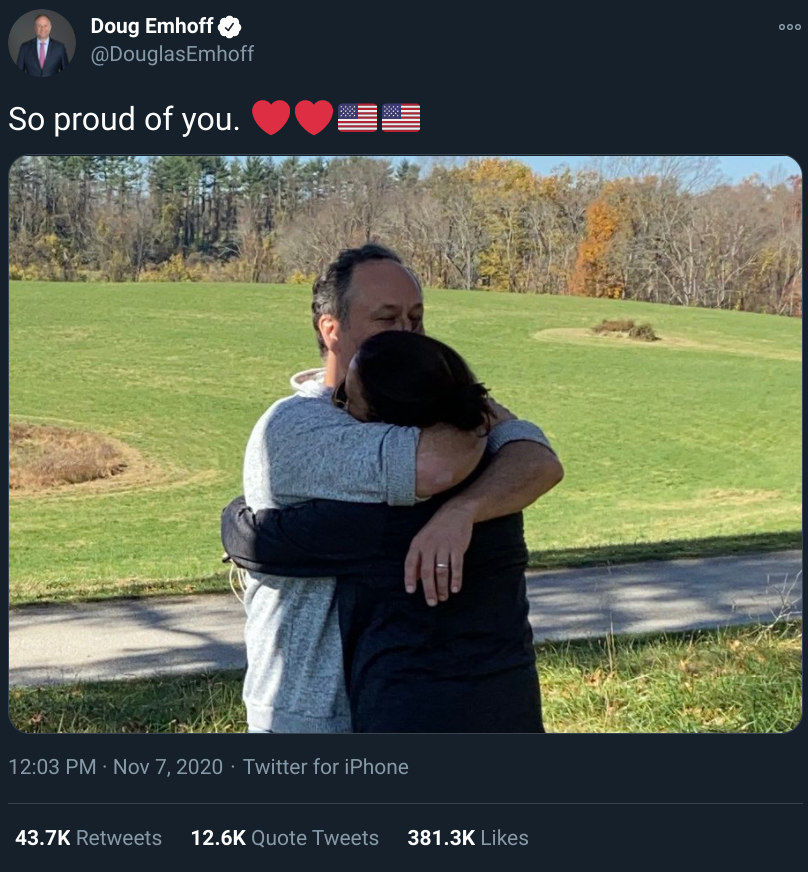 Doug Emhoff
@DouglasEmhoff
So proud of you. ❤️❤️🇺🇸🇺🇸
12:03 PM · Nov 7, 2020 · Twitter for iPhone
43.7K Retweets 12.6K Quote Tweets 381.3K Likes